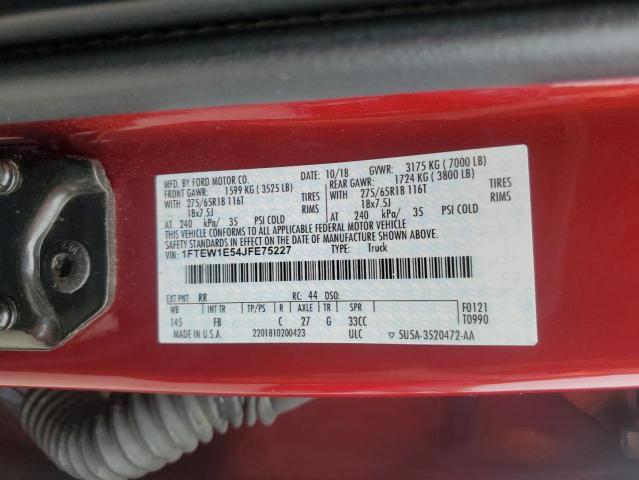 MFD. BY FORD MOTOR CO. DATE: 10/18 GVWR: 3175 KG ( 7000 LB)
FRONT GAWR: 1599 KG (3525 LB) REAR GAWR: 1724 KG ( 3800 LB)
WITH 275/65R18 116T TIRES WITH 275/65R18 116T TIRES
18x7.5J RIMS 18x7.5J RIMS
AT 240 kPa/ 35 PSI COLD AT 240 kPa/ 35 PSI COLD
THIS VEHICLE CONFORMS TO ALL APPLICABLE FEDERAL MOTOR VEHICLE
SAFETY AND THEFT PREVENTION STANDARDS IN EFFECT ON THE DATE OF MANUFACTURE SHOWN ABOVE.
VIN: 1FTEW1E54JFE75227 TYPE: Truck
EXT PNT: RR RC: 44 DSO:
WB INT TR TP/PS R AXLE TR SPR F0121
145 FB C 27 G 33CC T0990
MADE IN U.S.A. 2201810200423 ULC ▽ 5U5A-3520472-AA